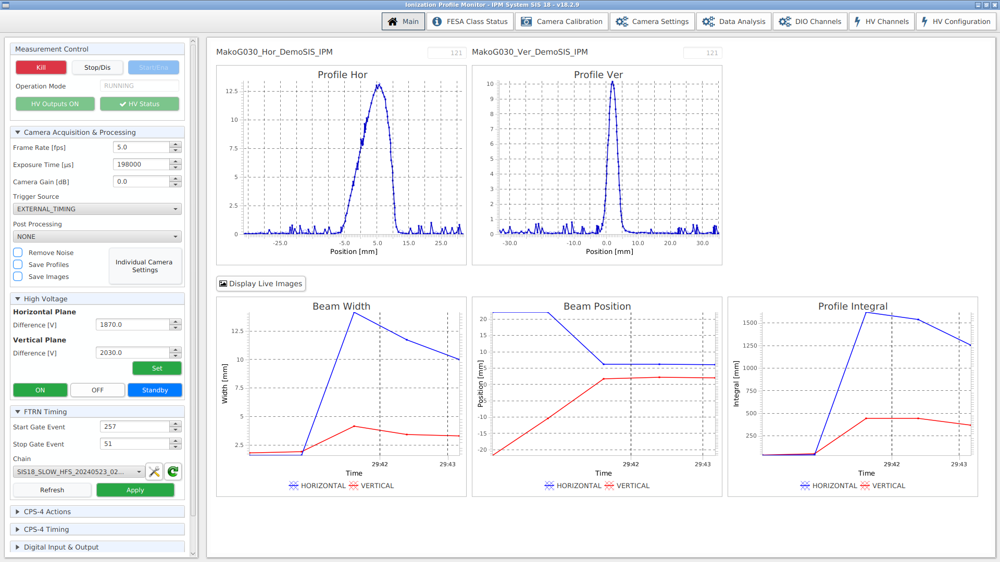 Ionization Profile Monitor - IPM System SIS 18 - v18.2.9
Main
FESA Class Status
Camera Calibration
Camera Settings
Data Analysis
DIO Channels
HV Channels
HV Configuration
Measurement Control
Kill
Stop/Dis
Start/Ena
Operation Mode
RUNNING
HV Outputs ON
HV Status
Camera Acquisition & Processing
Frame Rate [fps]
5.0
Exposure Time [µs]
198000
Camera Gain [dB]
0.0
Trigger Source
EXTERNAL_TIMING
Post Processing
NONE
Remove Noise
Save Profiles
Save Images
Individual Camera
Settings
High Voltage
Horizontal Plane
Difference [V]
1870.0
Vertical Plane
Difference [V]
2030.0
Set
ON
OFF
Standby
FTRN Timing
Start Gate Event
257
Stop Gate Event
51
Chain
SIS18_SLOW_HFS_20240523_02...
Refresh
Apply
CPS-4 Actions
CPS-4 Timing
Digital Input & Output
MakoG030_Hor_DemoSIS_IPM
121
Profile Hor
12.5
10
7.5
5
2.5
0
-25.0
-5.0
5.0
15.0
25.0
Position [mm]
MakoG030_Ver_DemoSIS_IPM
121
Profile Ver
10
9
8
7
6
5
4
3
2
1
0
-30.0
-10.0
0.0
10.0
20.0
30.0
Position [mm]
Display Live Images
Beam Width
Width [mm]
12.5
10
7.5
5
2.5
29:42
29:43
Time
HORIZONTAL
VERTICAL
Beam Position
Position [mm]
20
15
10
5
0
-5
-10
-15
-20
29:42
29:43
Time
HORIZONTAL
VERTICAL
Profile Integral
Integral [mm]
1500
1250
1000
750
500
250
29:42
29:43
Time
HORIZONTAL
VERTICAL